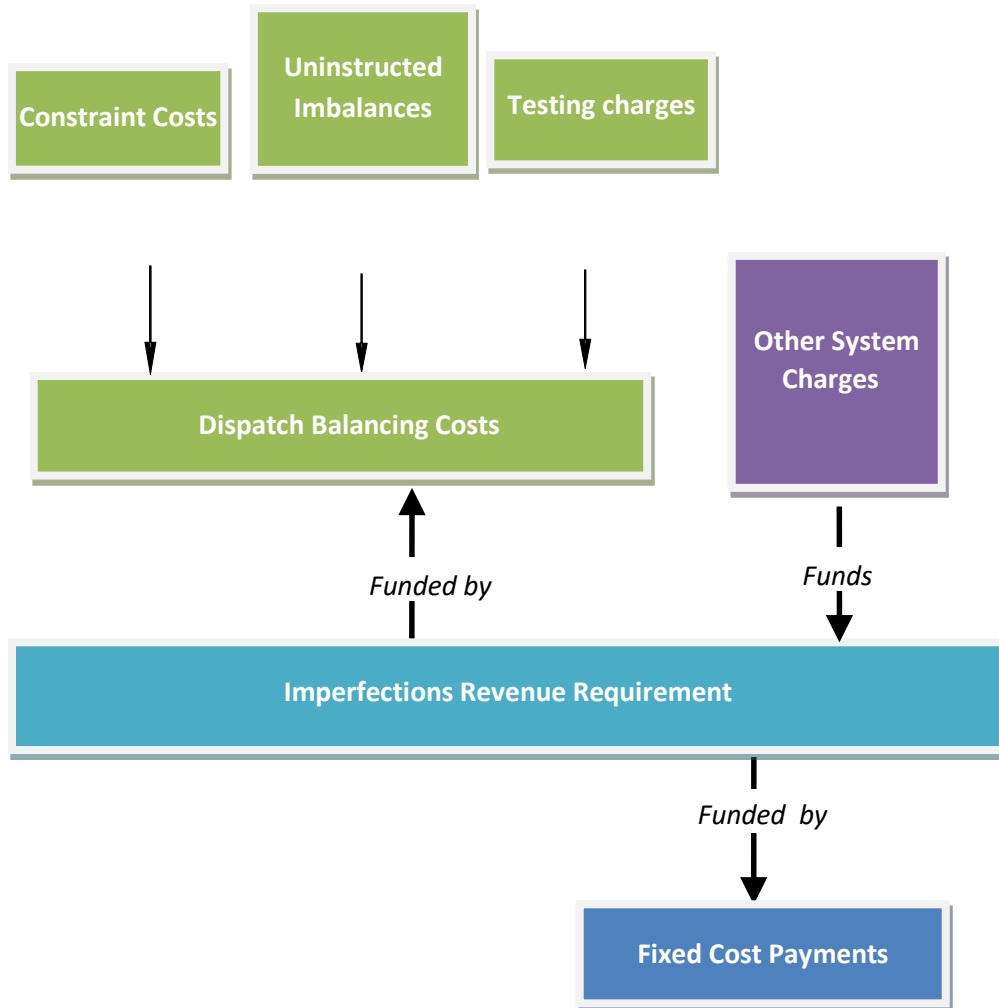 Uninstructed
Imbalances
Constraint Costs
Testing charges
Other System
Charges
Dispatch Balancing Costs
Funded by
Funds
Imperfections Revenue Requirement
Funded by
Fixed Cost Payments